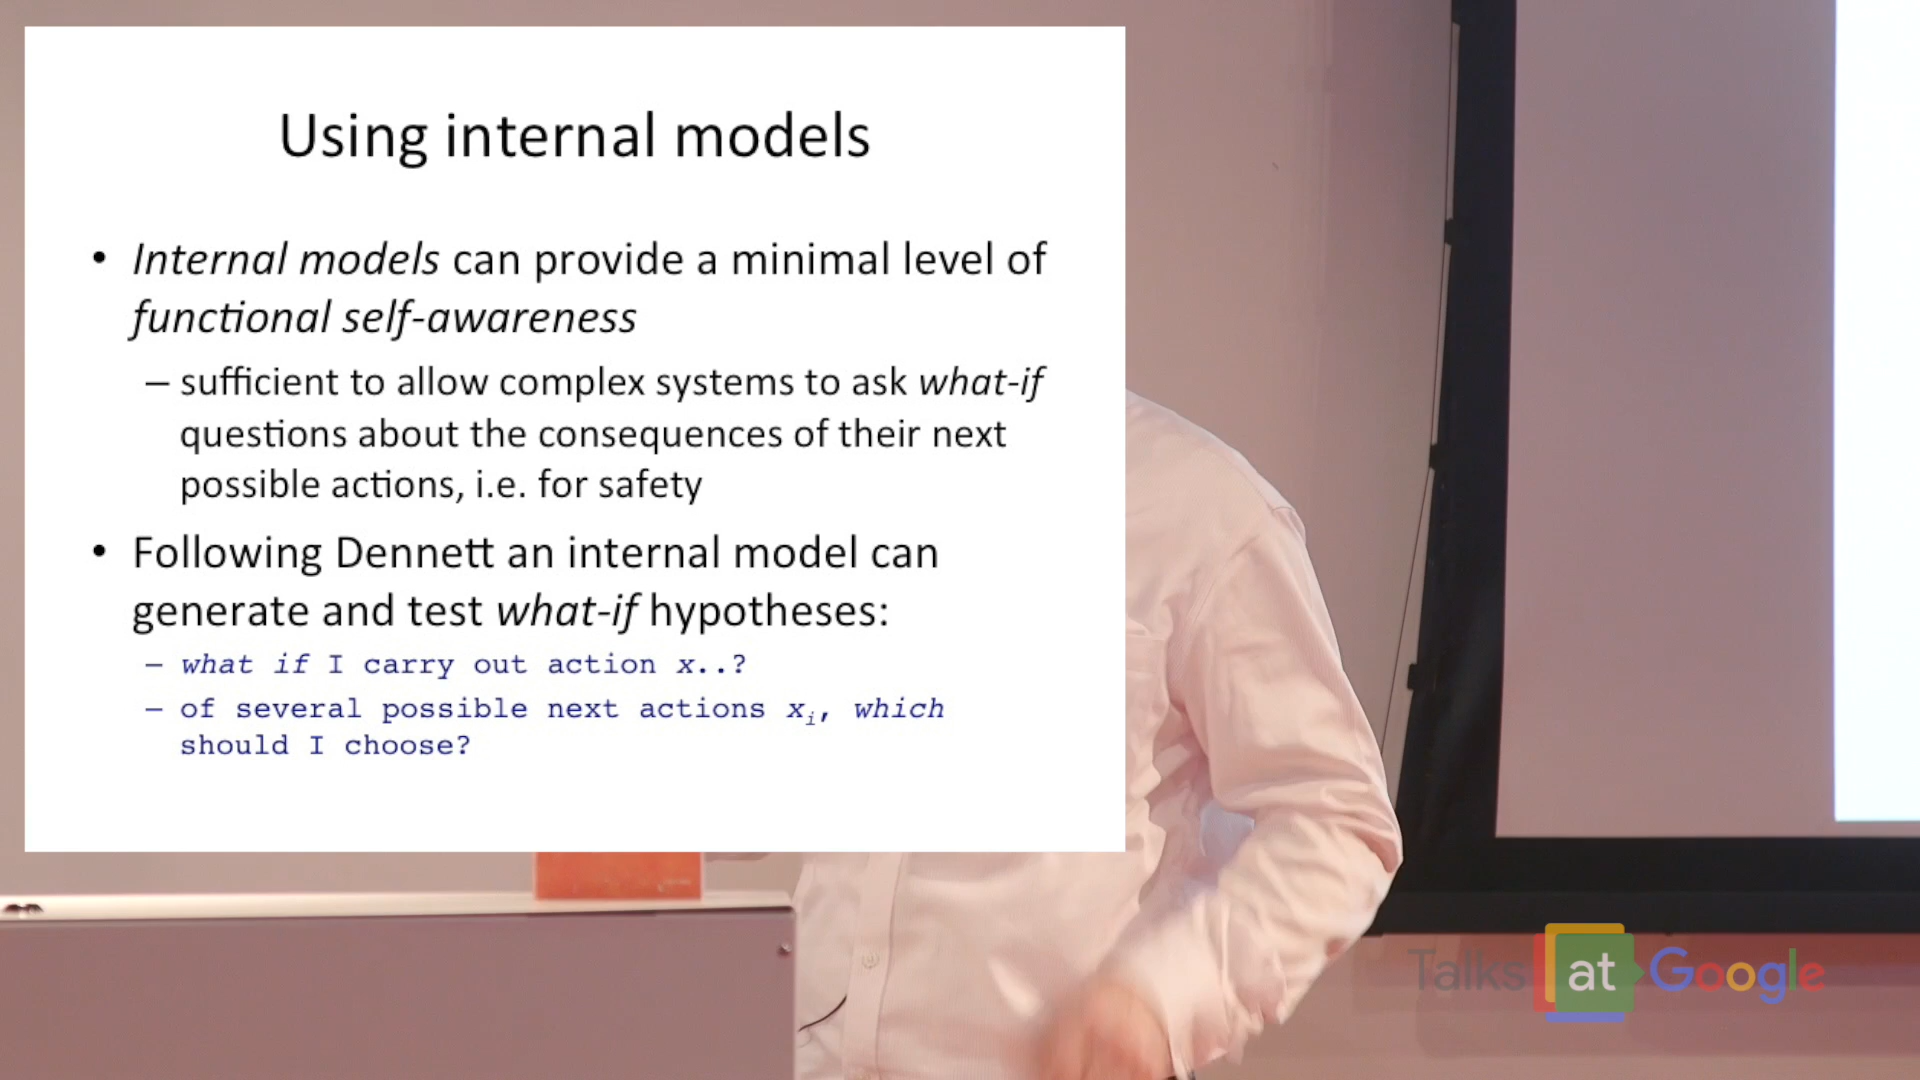 Using internal models
• Internal models can provide a minimal level of
functional self-awareness
– sufficient to allow complex systems to ask what-if
questions about the consequences of their next
possible actions, i.e. for safety
• Following Dennett an internal model can
generate and test what-if hypotheses:
– what if I carry out action x..?
– of several possible next actions xᵢ, which
should I choose?
Talks at Google